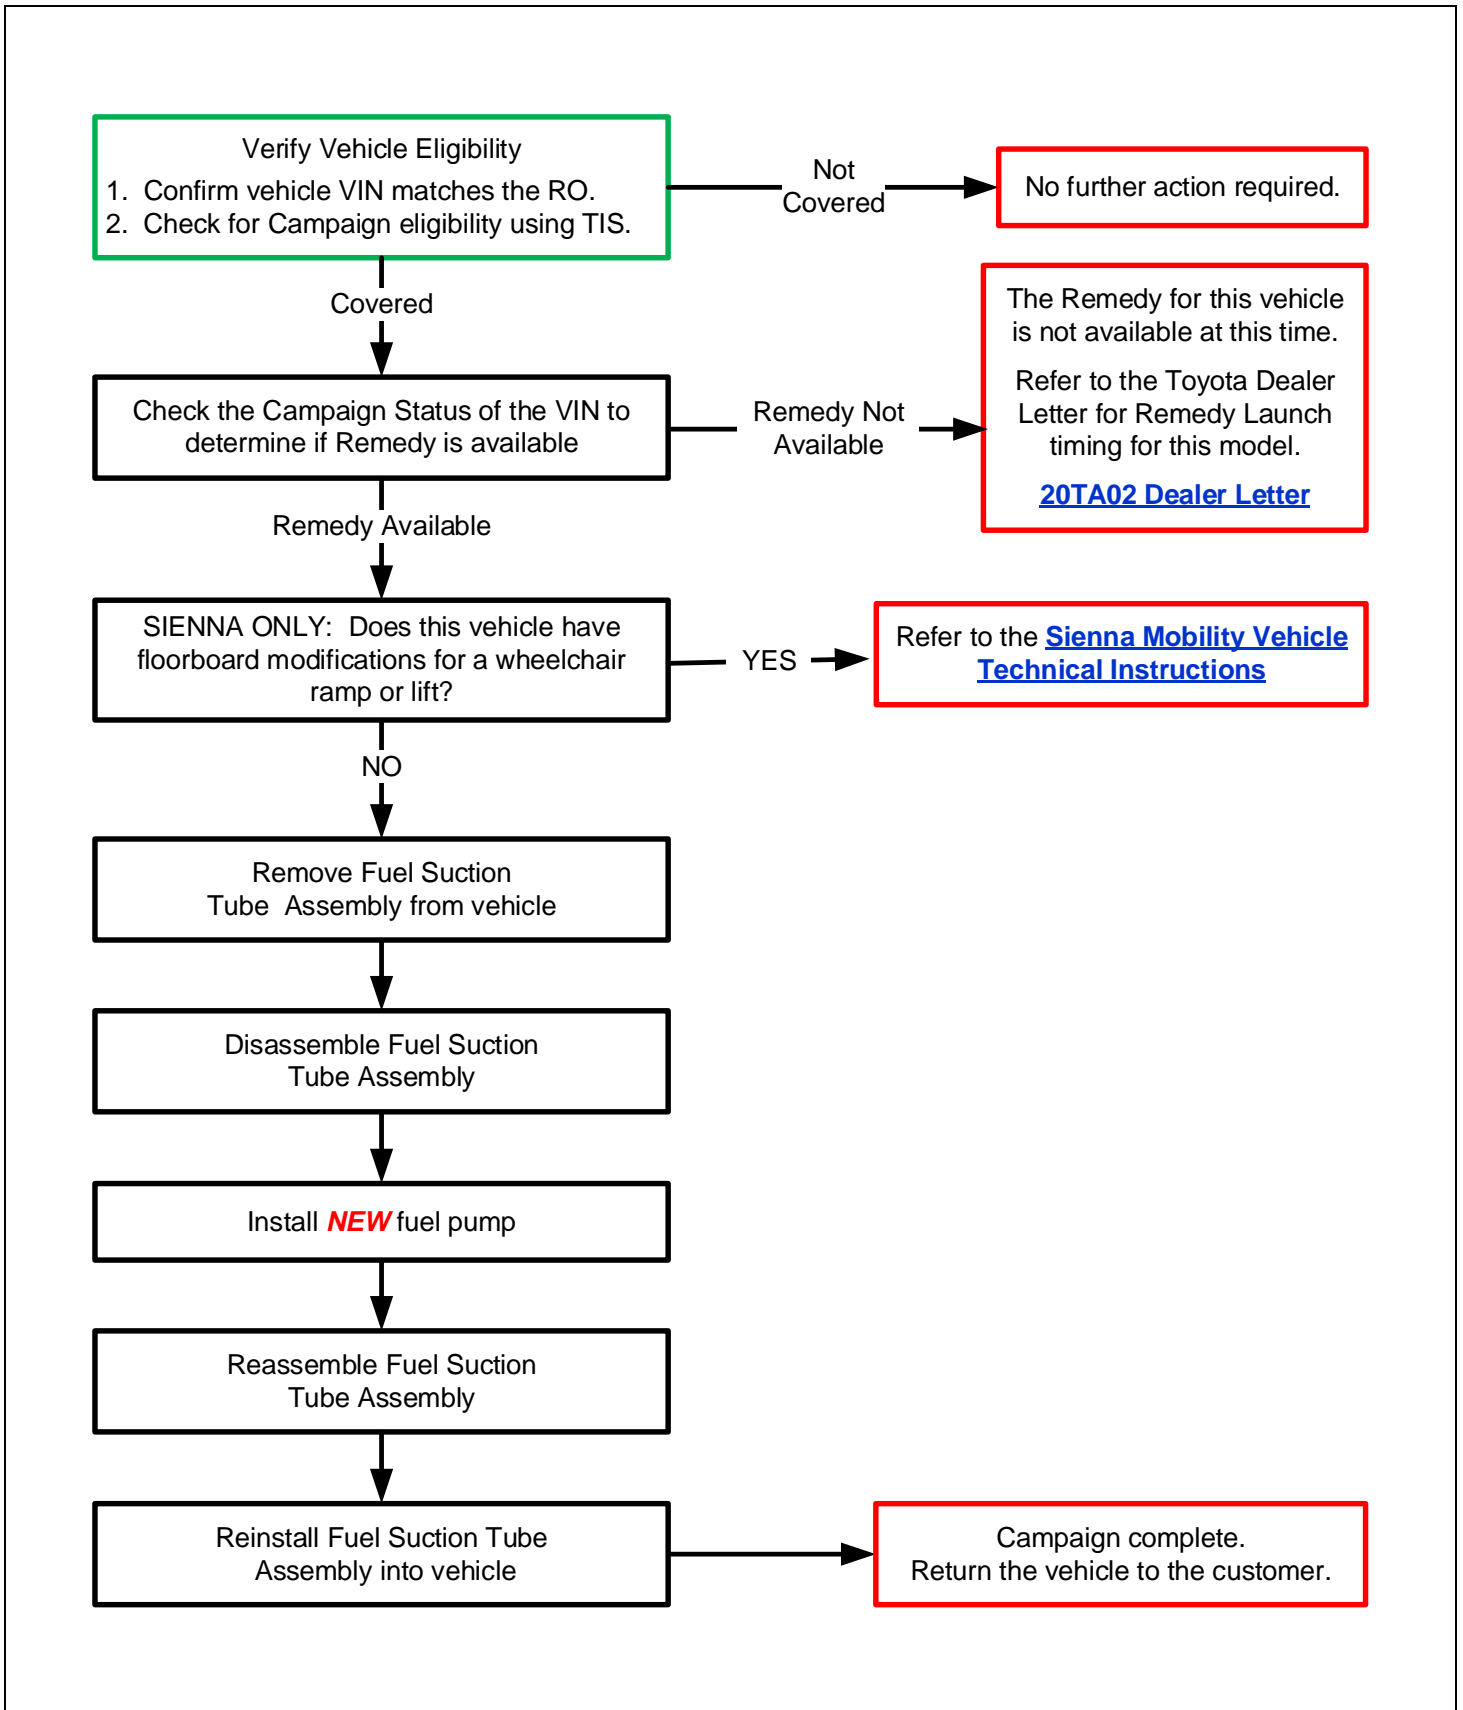 Verify Vehicle Eligibility
1. Confirm vehicle VIN matches the RO.
2. Check for Campaign eligibility using TIS.
Not
Covered
No further action required.
Covered
The Remedy for this vehicle
is not available at this time.
Refer to the Toyota Dealer
Letter for Remedy Launch
timing for this model.
20TA02 Dealer Letter
Check the Campaign Status of the VIN to
determine if Remedy is available
Remedy Not
Available
Remedy Available
SIENNA ONLY: Does this vehicle have
floorboard modifications for a wheelchair
ramp or lift?
YES
Refer to the Sienna Mobility Vehicle
Technical Instructions
NO
Remove Fuel Suction
Tube Assembly from vehicle
Disassemble Fuel Suction
Tube Assembly
Install NEW fuel pump
Reassemble Fuel Suction
Tube Assembly
Reinstall Fuel Suction Tube
Assembly into vehicle
Campaign complete.
Return the vehicle to the customer.